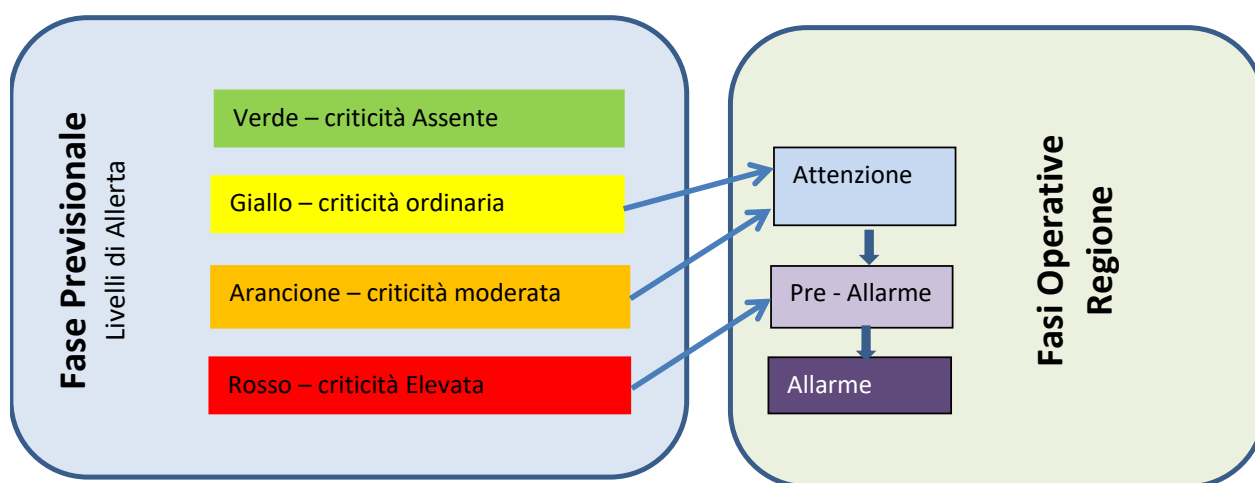 Fase Previsionale
Livelli di Allerta
Verde – criticità Assente
Giallo – criticità ordinaria
Arancione – criticità moderata
Rosso – criticità Elevata
Attenzione
Pre - Allarme
Allarme
Fasi Operative
Regione